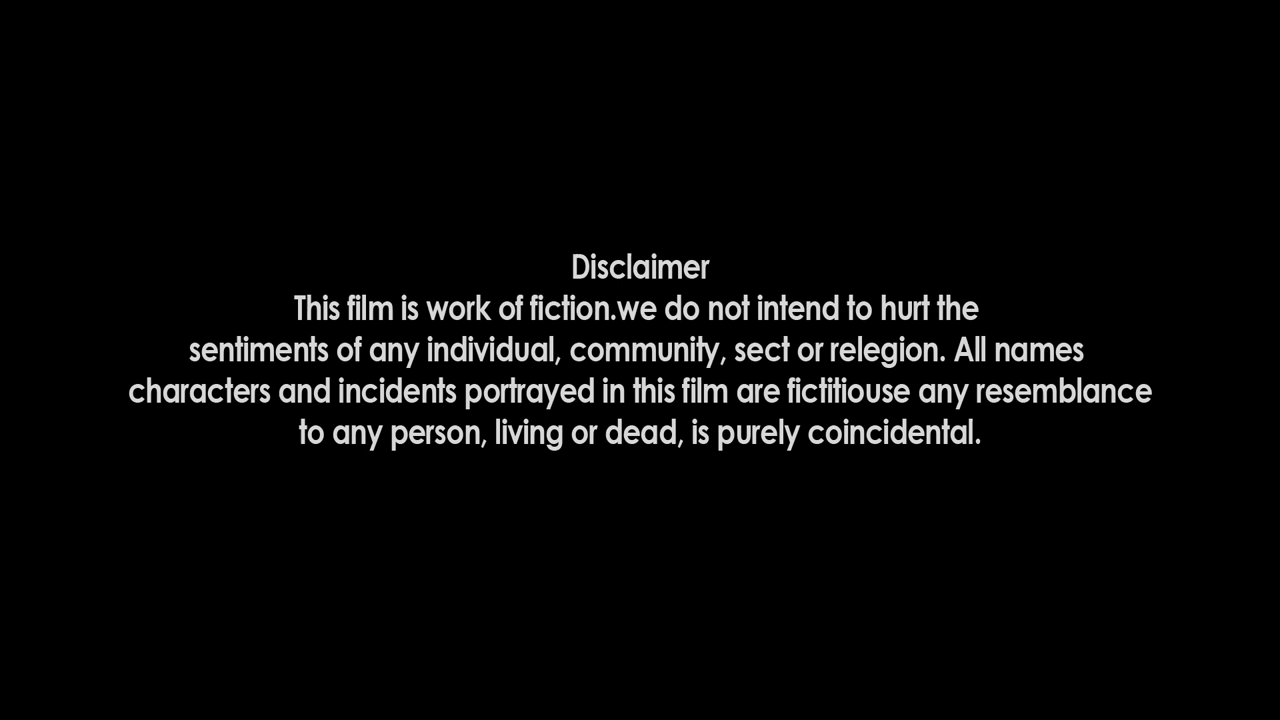 Disclaimer
This film is work of fiction.we do not intend to hurt the
sentiments of any individual, community, sect or relegion. All names
characters and incidents portrayed in this film are fictitiouse any resemblance
to any person, living or dead, is purely coincidental.